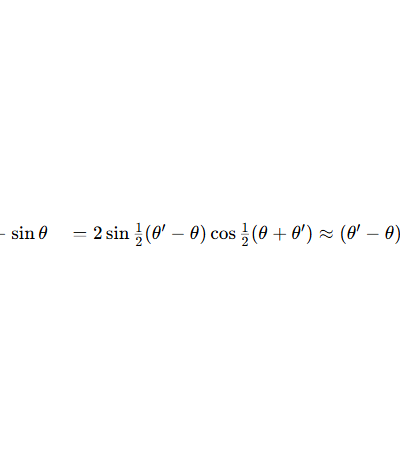 − sin θ = 2 sin ½(θ′ − θ) cos ½(θ + θ′) ≈ (θ′ − θ)